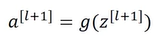 a^{[l+1]} = g(z^{[l+1]})